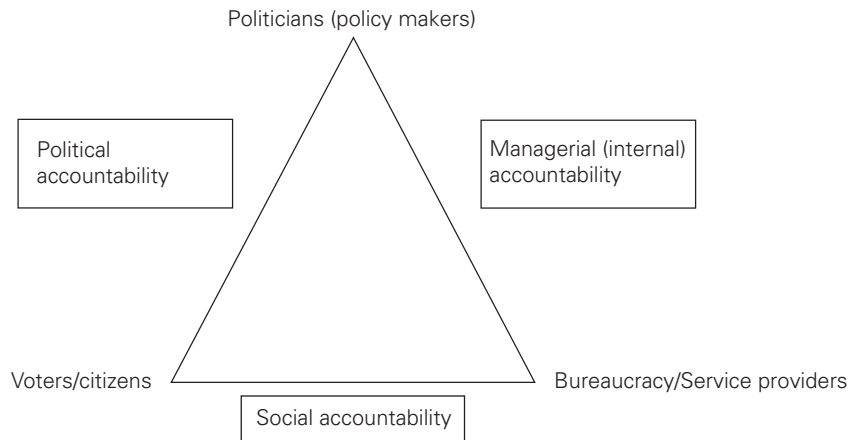 Politicians (policy makers)
Political
accountability
Managerial (internal)
accountability
Voters/citizens
Bureaucracy/Service providers
Social accountability